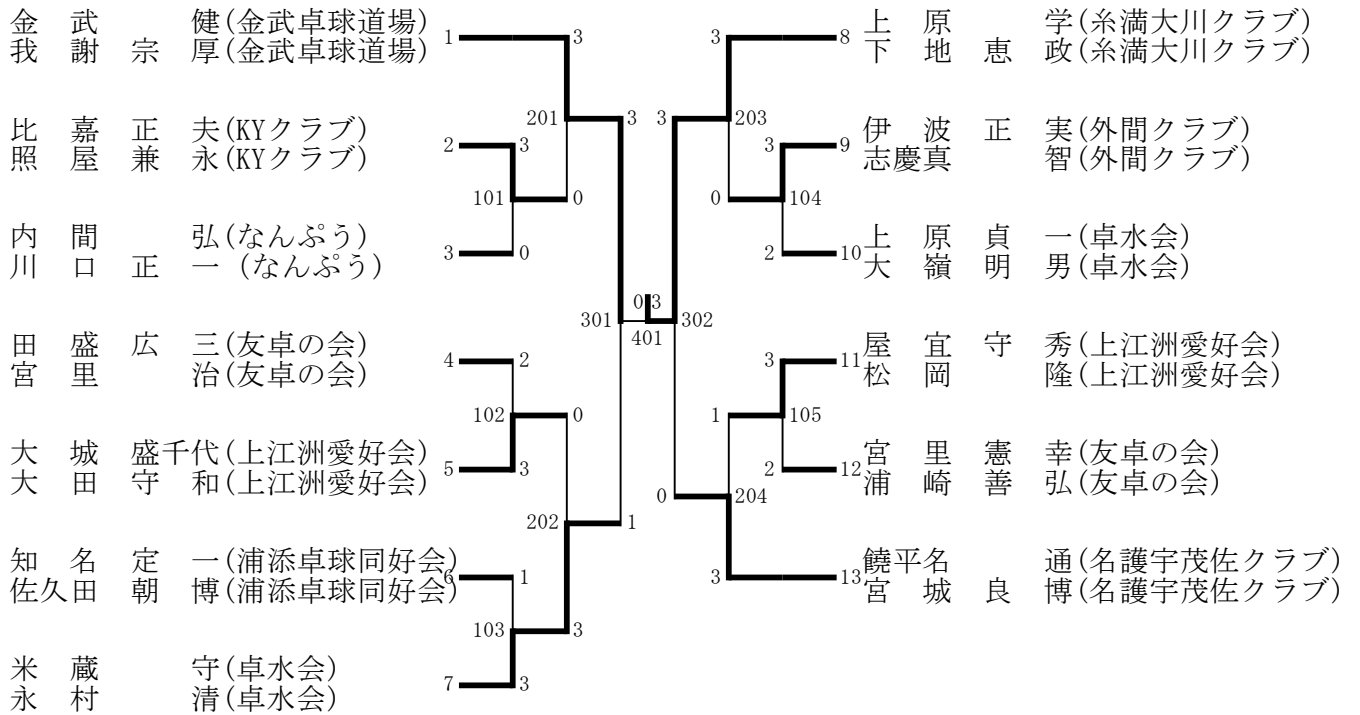 金武　健(金武卓球道場)
我謝宗厚(金武卓球道場)
1
3
201
3
比嘉正夫(KYクラブ)
照屋兼永(KYクラブ)
2
3
101
0
内間　弘(なんぷう)
川口正一(なんぷう)
3
0
301
田盛広三(友卓の会)
宮里　治(友卓の会)
4
2
102
0
大城盛千代(上江洲愛好会)
大田守和(上江洲愛好会)
5
3
202
1
知名定一(浦添卓球同好会)
佐久田朝博(浦添卓球同好会)
6
1
103
3
米蔵　守(卓水会)
永村　清(卓水会)
7
3
0 3
401
上原　学(糸満大川クラブ)
下地恵政(糸満大川クラブ)
3
8
3
203
伊波正実(外間クラブ)
志慶真　智(外間クラブ)
3
9
0
104
上原貞一(卓水会)
大嶺明男(卓水会)
2
10
302
屋宜守秀(上江洲愛好会)
松岡　隆(上江洲愛好会)
3
11
1
105
宮里憲幸(友卓の会)
浦崎善弘(友卓の会)
2
12
0
204
饒平名　通(名護宇茂佐クラブ)
宮城良博(名護宇茂佐クラブ)
3
13